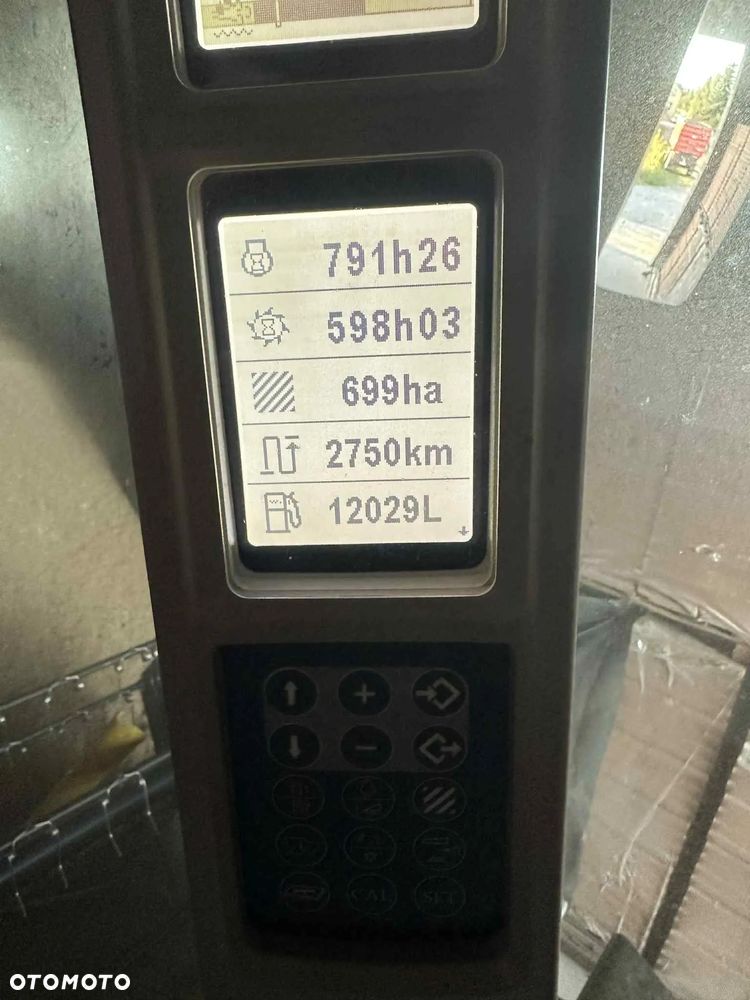 791h26
598h03
699ha
2750km
12029L
CAL
SET
OTOMOTO